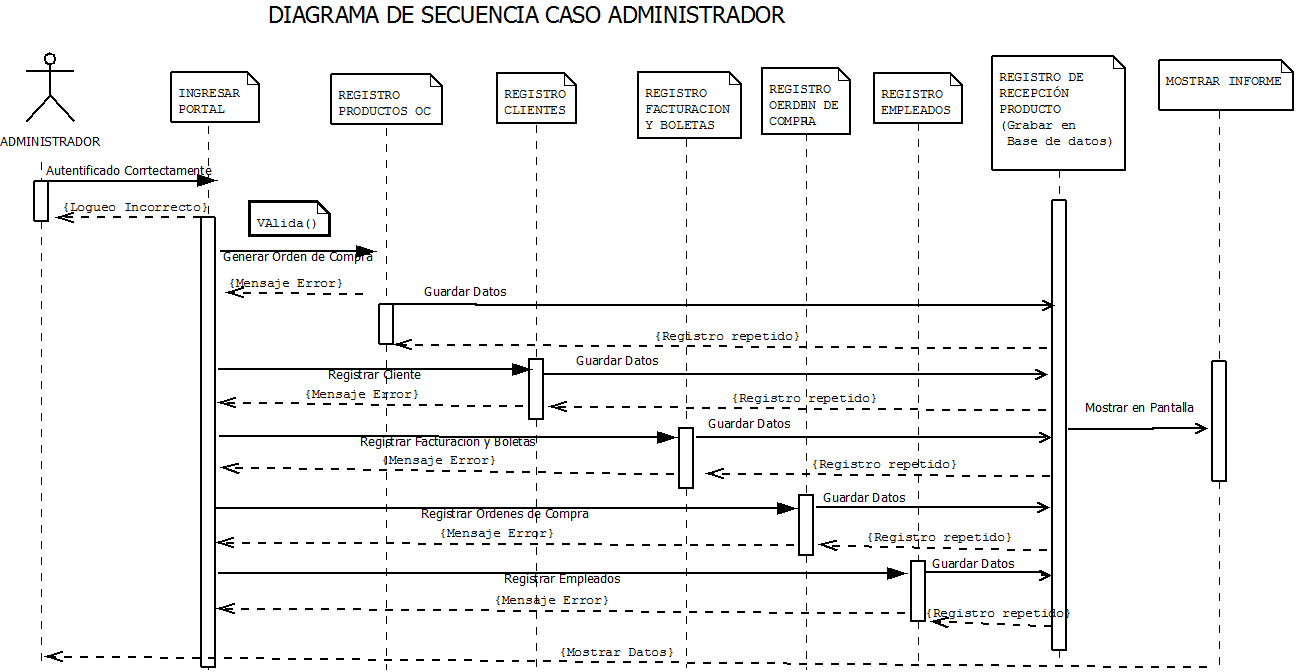 DIAGRAMA DE SECUENCIA CASO ADMINISTRADOR
ADMINISTRADOR
INGRESAR
PORTAL
REGISTRO
PRODUCTOS OC
REGISTRO
CLIENTES
REGISTRO
FACTURACION
Y BOLETAS
REGISTRO
OERDEN DE
COMPRA
REGISTRO
EMPLEADOS
REGISTRO DE
RECEPCIÓN
PRODUCTO
(Grabar en
Base de datos)
MOSTRAR INFORME
Autentificado Corrtectamente
{Logueo Incorrecto}
VAlida()
Generar Orden de Compra
{Mensaje Error}
Guardar Datos
{Registro repetido}
Registrar Cliente
Guardar Datos
{Mensaje Error}
{Registro repetido}
Mostrar en Pantalla
Registrar Facturacion y Boletas
Guardar Datos
{Mensaje Error}
{Registro repetido}
Registrar Ordenes de Compra
Guardar Datos
{Mensaje Error}
{Registro repetido}
Registrar Empleados
Guardar Datos
{Mensaje Error}
{Registro repetido}
{Mostrar Datos}